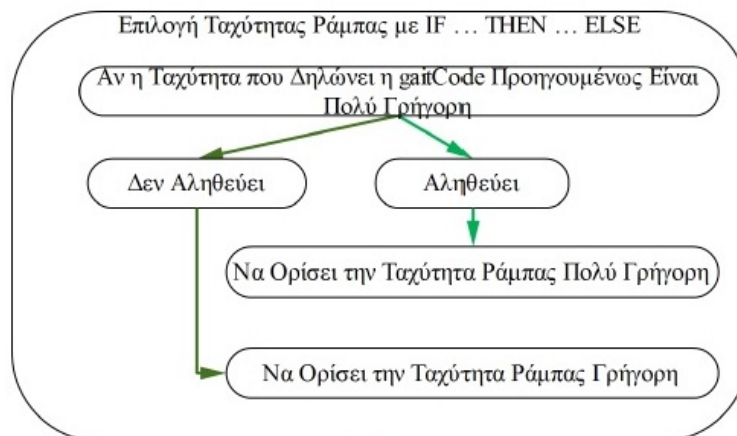 Επιλογή Ταχύτητας Ράμπας με IF … THEN … ELSE
Αν η Ταχύτητα που Δηλώνει η gaitCode Προηγουμένως Είναι
Πολύ Γρήγορη
Δεν Αληθεύει
Αληθεύει
Να Ορίσει την Ταχύτητα Ράμπας Πολύ Γρήγορη
Να Ορίσει την Ταχύτητα Ράμπας Γρήγορη